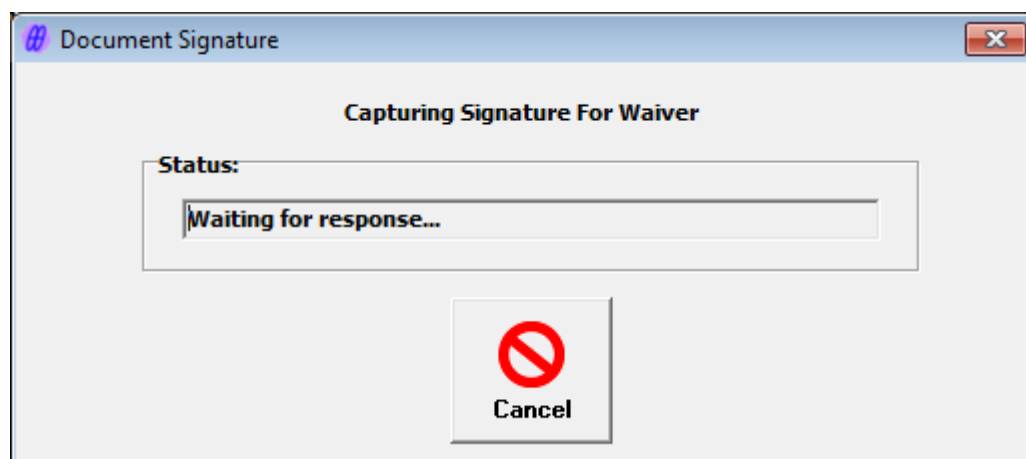 Document Signature
Capturing Signature For Waiver
Status:
Waiting for response...
Cancel